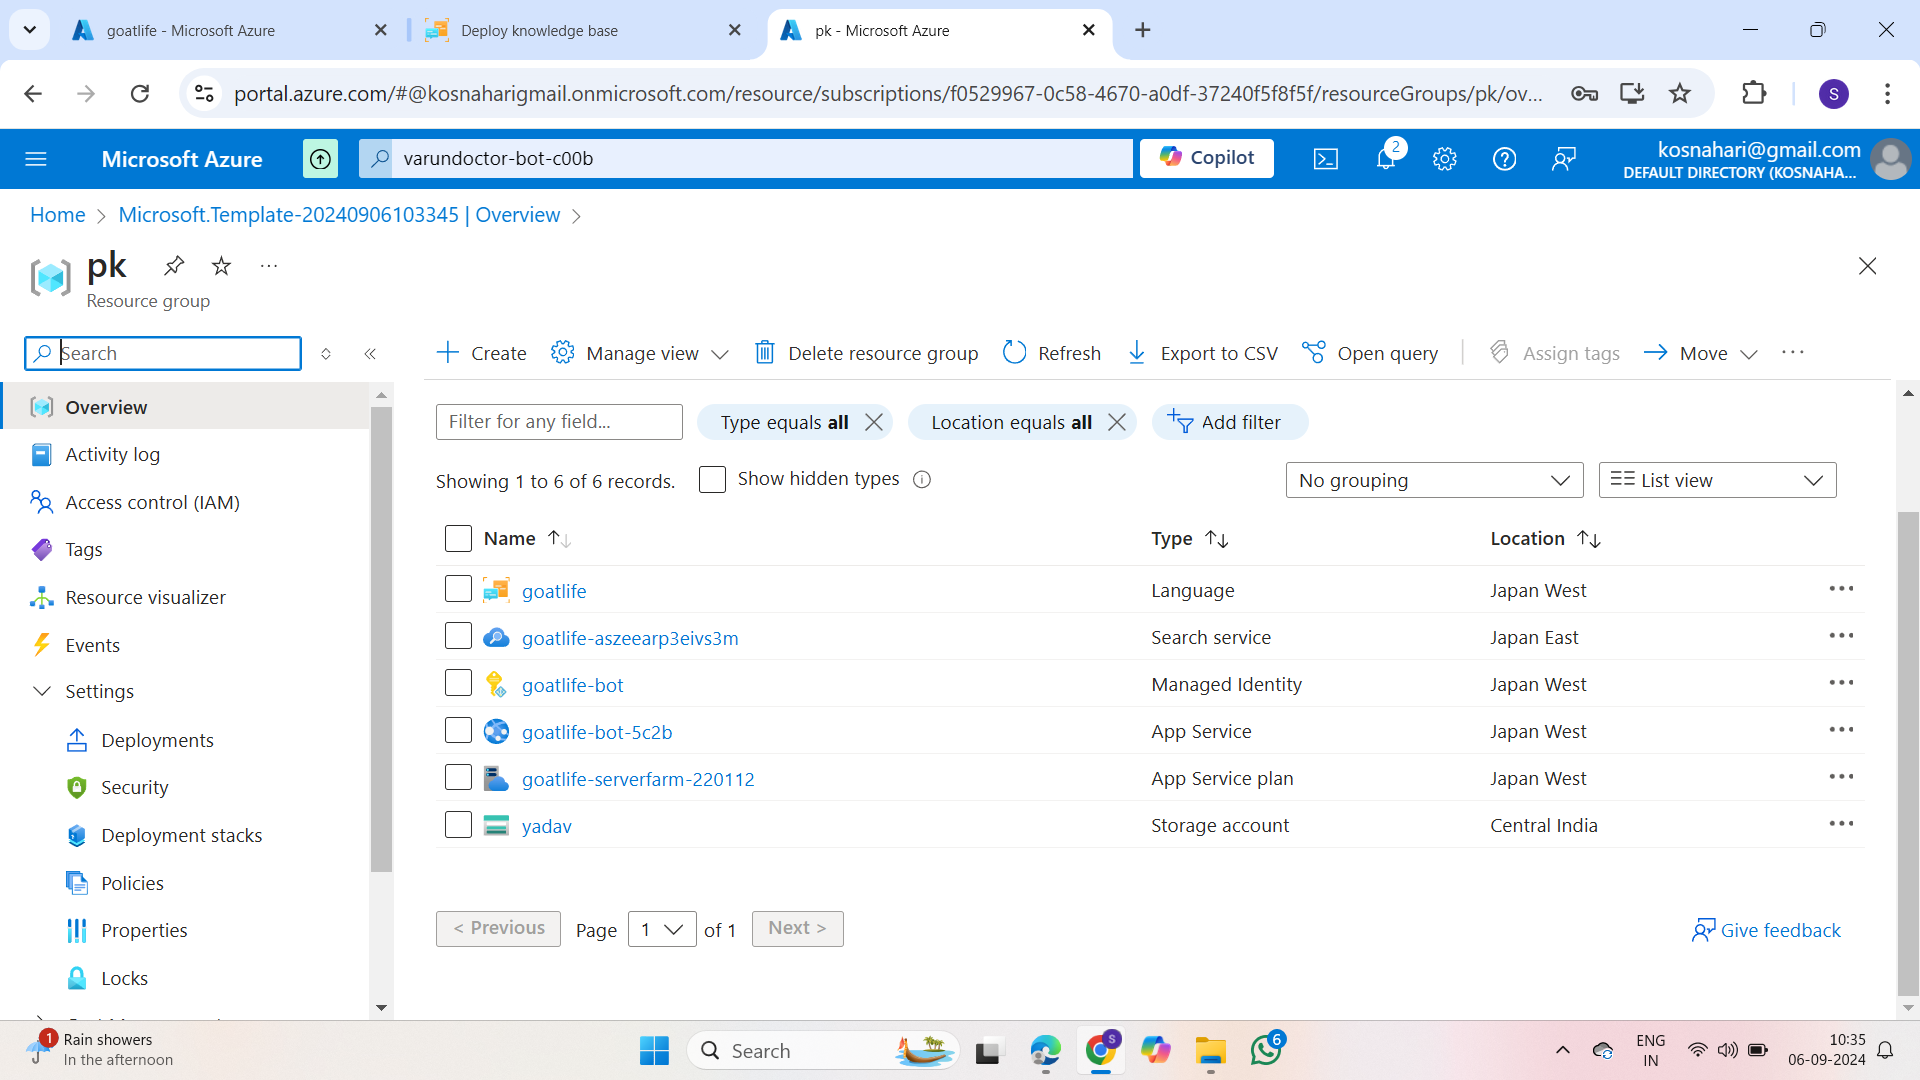 goatlife - Microsoft Azure
Deploy knowledge base
pk - Microsoft Azure
portal.azure.com/#@kosnaharigmail.onmicrosoft.com/resource/subscriptions/f0529967-0c58-4670-a0df-37240f5f8f5f/resourceGroups/pk/ov...
S
Microsoft Azure
varundoctor-bot-c00b
Copilot
2
kosnahari@gmail.com
DEFAULT DIRECTORY (KOSNAHA...
Home > Microsoft.Template-20240906103345 | Overview >
pk
Resource group
Search
Create
Manage view
Delete resource group
Refresh
Export to CSV
Open query
Assign tags
Move
Overview
Activity log
Access control (IAM)
Tags
Resource visualizer
Events
Settings
Deployments
Security
Deployment stacks
Policies
Properties
Locks
Filter for any field...
Type equals all
Location equals all
Add filter
Showing 1 to 6 of 6 records.
Show hidden types
No grouping
List view
Name Type Location
goatlife Language Japan West
goatlife-aszeearp3eivs3m Search service Japan East
goatlife-bot Managed Identity Japan West
goatlife-bot-5c2b App Service Japan West
goatlife-serverfarm-220112 App Service plan Japan West
yadav Storage account Central India
< Previous Page 1 of 1 Next >
Give feedback
1
Rain showers
In the afternoon
Search
S
6
ENG
IN
10:35
06-09-2024